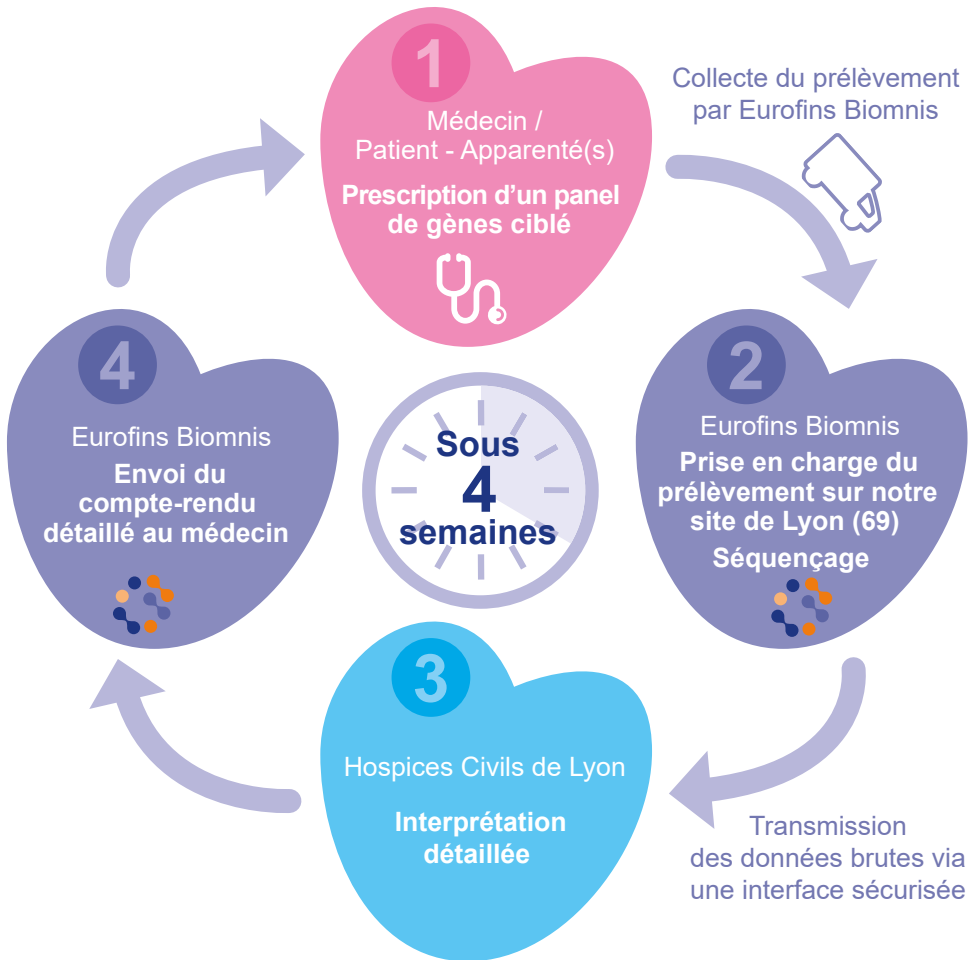 1
Médecin /
Patient - Apparenté(s)
Prescription d'un panel
de gènes ciblé
Collecte du prélèvement
par Eurofins Biomnis
2
Eurofins Biomnis
Prise en charge du
prélèvement sur notre
site de Lyon (69)
Séquençage
Transmission
des données brutes via
une interface sécurisée
3
Hospices Civils de Lyon
Interprétation
détaillée
4
Eurofins Biomnis
Envoi du
compte-rendu
détaillé au médecin
Sous
4
semaines